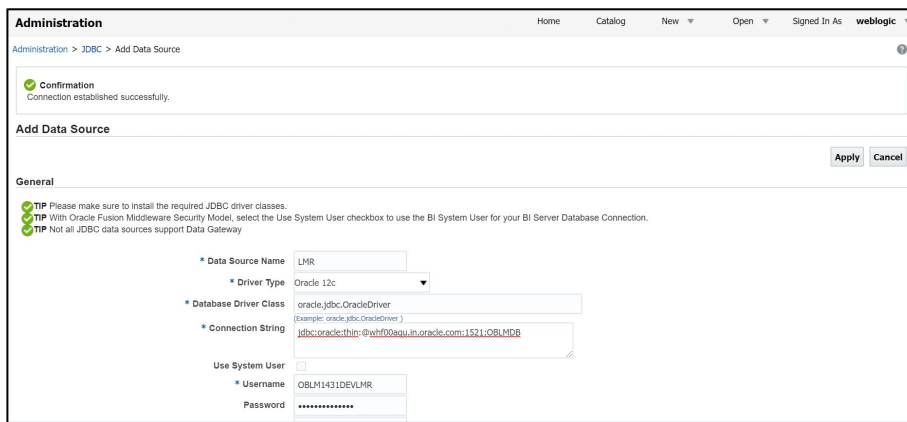 Administration Home Catalog New Open Signed In As weblogic
Administration > JDBC > Add Data Source
Confirmation
Connection established successfully.
Add Data Source
Apply Cancel
General
TIP Please make sure to install the required JDBC driver classes.
TIP With Oracle Fusion Middleware Security Model, select the Use System User checkbox to use the BI System User for your BI Server Database Connection.
TIP Not all JDBC data sources support Data Gateway
* Data Source Name LMR
* Driver Type Oracle 12c
* Database Driver Class oracle.jdbc.OracleDriver
(Example: oracle.jdbc.OracleDriver )
* Connection String jdbc:oracle:thin:@whf00aqu.in.oracle.com:1521:OBLMDB
Use System User
* Username OBLM1431DEVLMR
Password ••••••••••••••